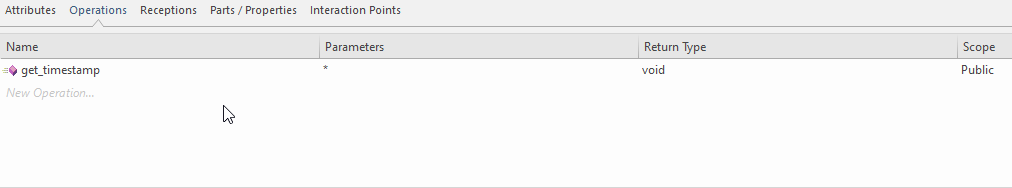 Attributes Operations Receptions Parts / Properties Interaction Points
Name Parameters Return Type Scope
get_timestamp * void Public
New Operation...